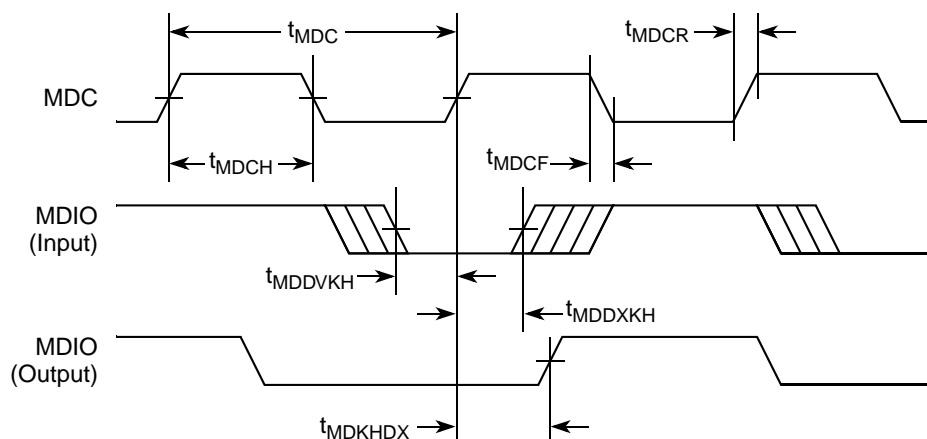 tMDC
tMDCR
MDC
tMDCH
tMDCF
MDIO
(Input)
tMDDVKH
tMDDXKH
MDIO
(Output)
tMDKHDX